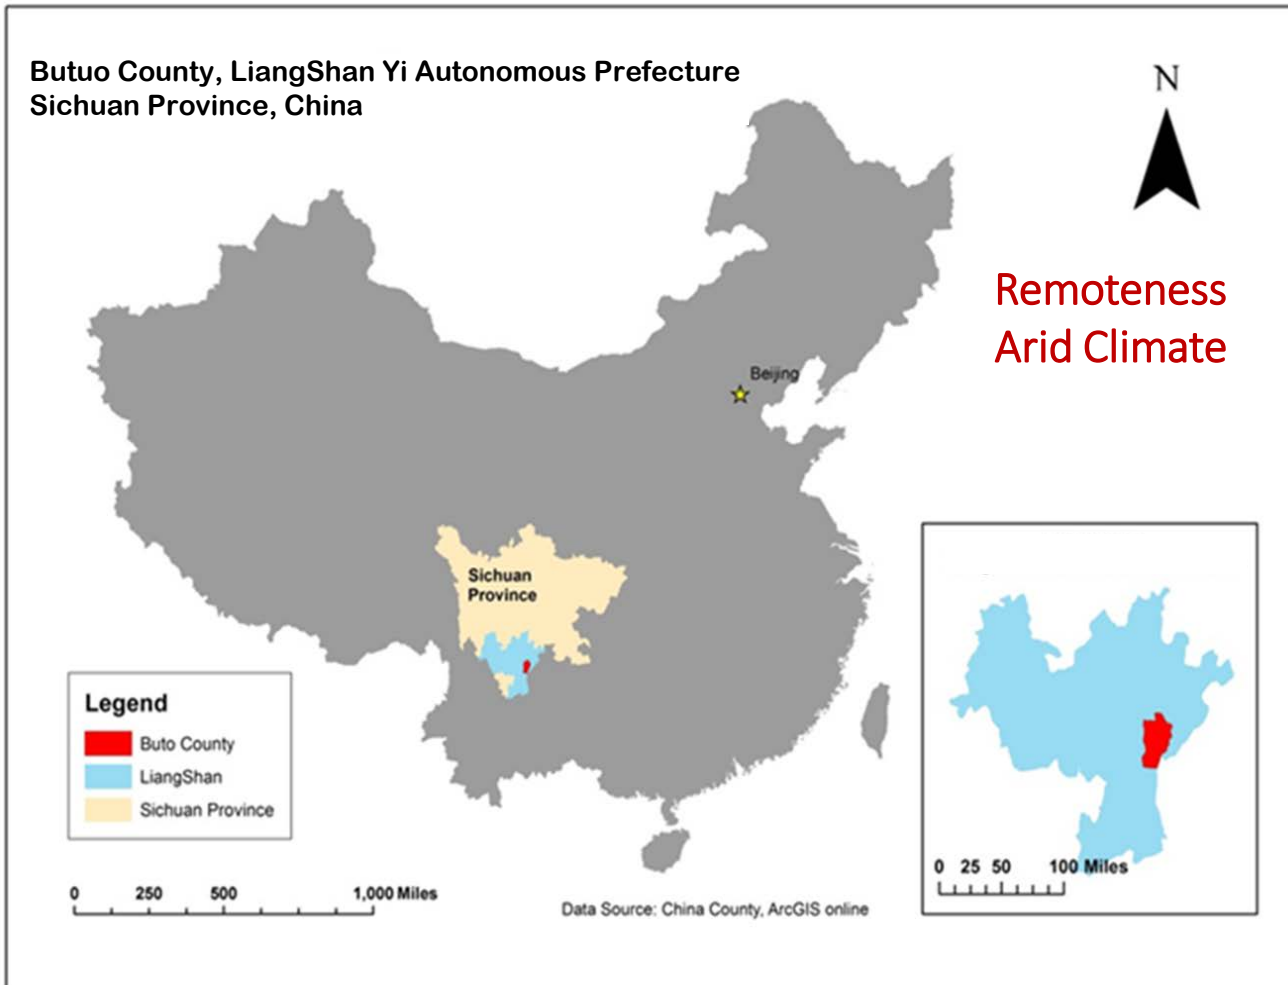 Butuo County, LiangShan Yi Autonomous Prefecture
Sichuan Province, China
N
Remoteness
Arid Climate
Beijing
Sichuan
Province
Legend
Buto County
LiangShan
Sichuan Province
0 250 500 1,000 Miles
Data Source: China County, ArcGIS online
0 25 50 100 Miles